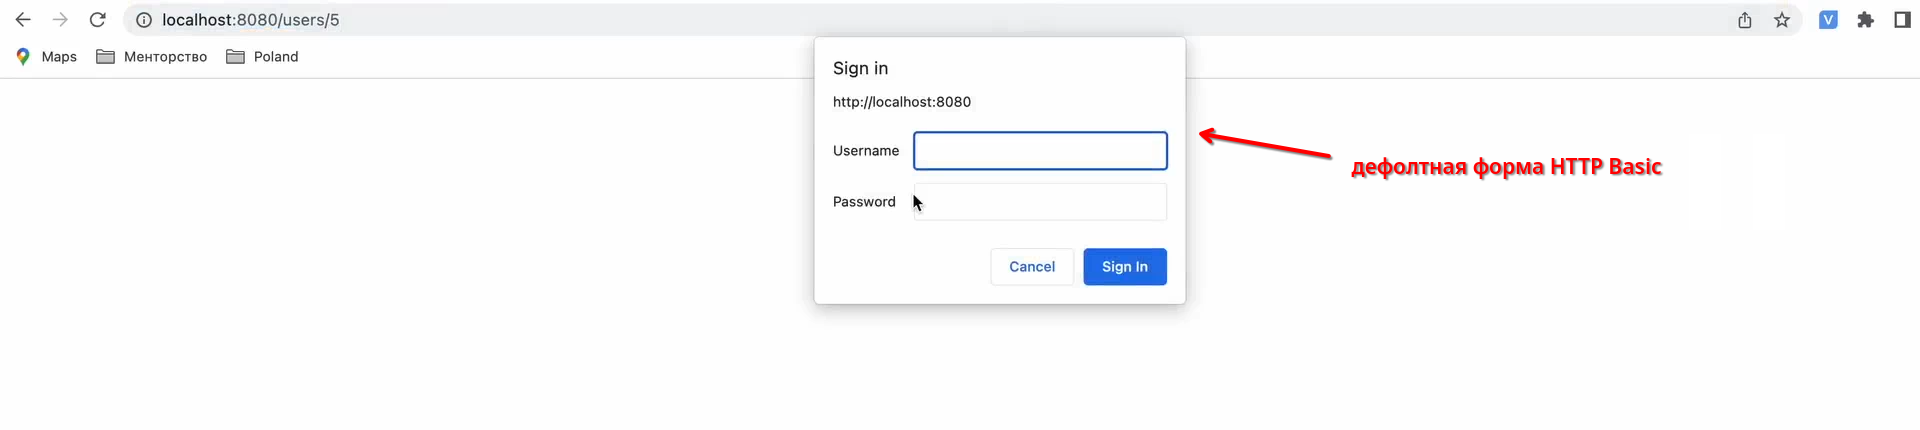 localhost:8080/users/5
V
Maps Менторство Poland
Sign in
http://localhost:8080
Username
дефолтная форма HTTP Basic
Password
Cancel Sign In